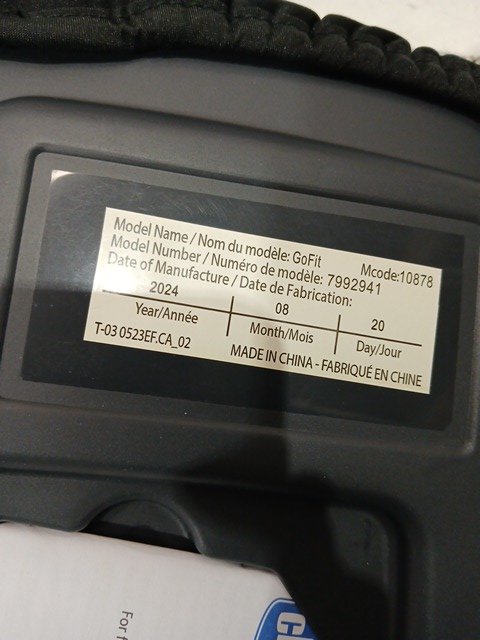 Model Name / Nom du modèle: GoFit Mcode:10878
Model Number / Numéro de modèle: 7992941
Date of Manufacture / Date de Fabrication:
2024 08 20
Year/Année Month/Mois Day/Jour
T-03 0523EF.CA_02 MADE IN CHINA - FABRIQUÉ EN CHINE
For